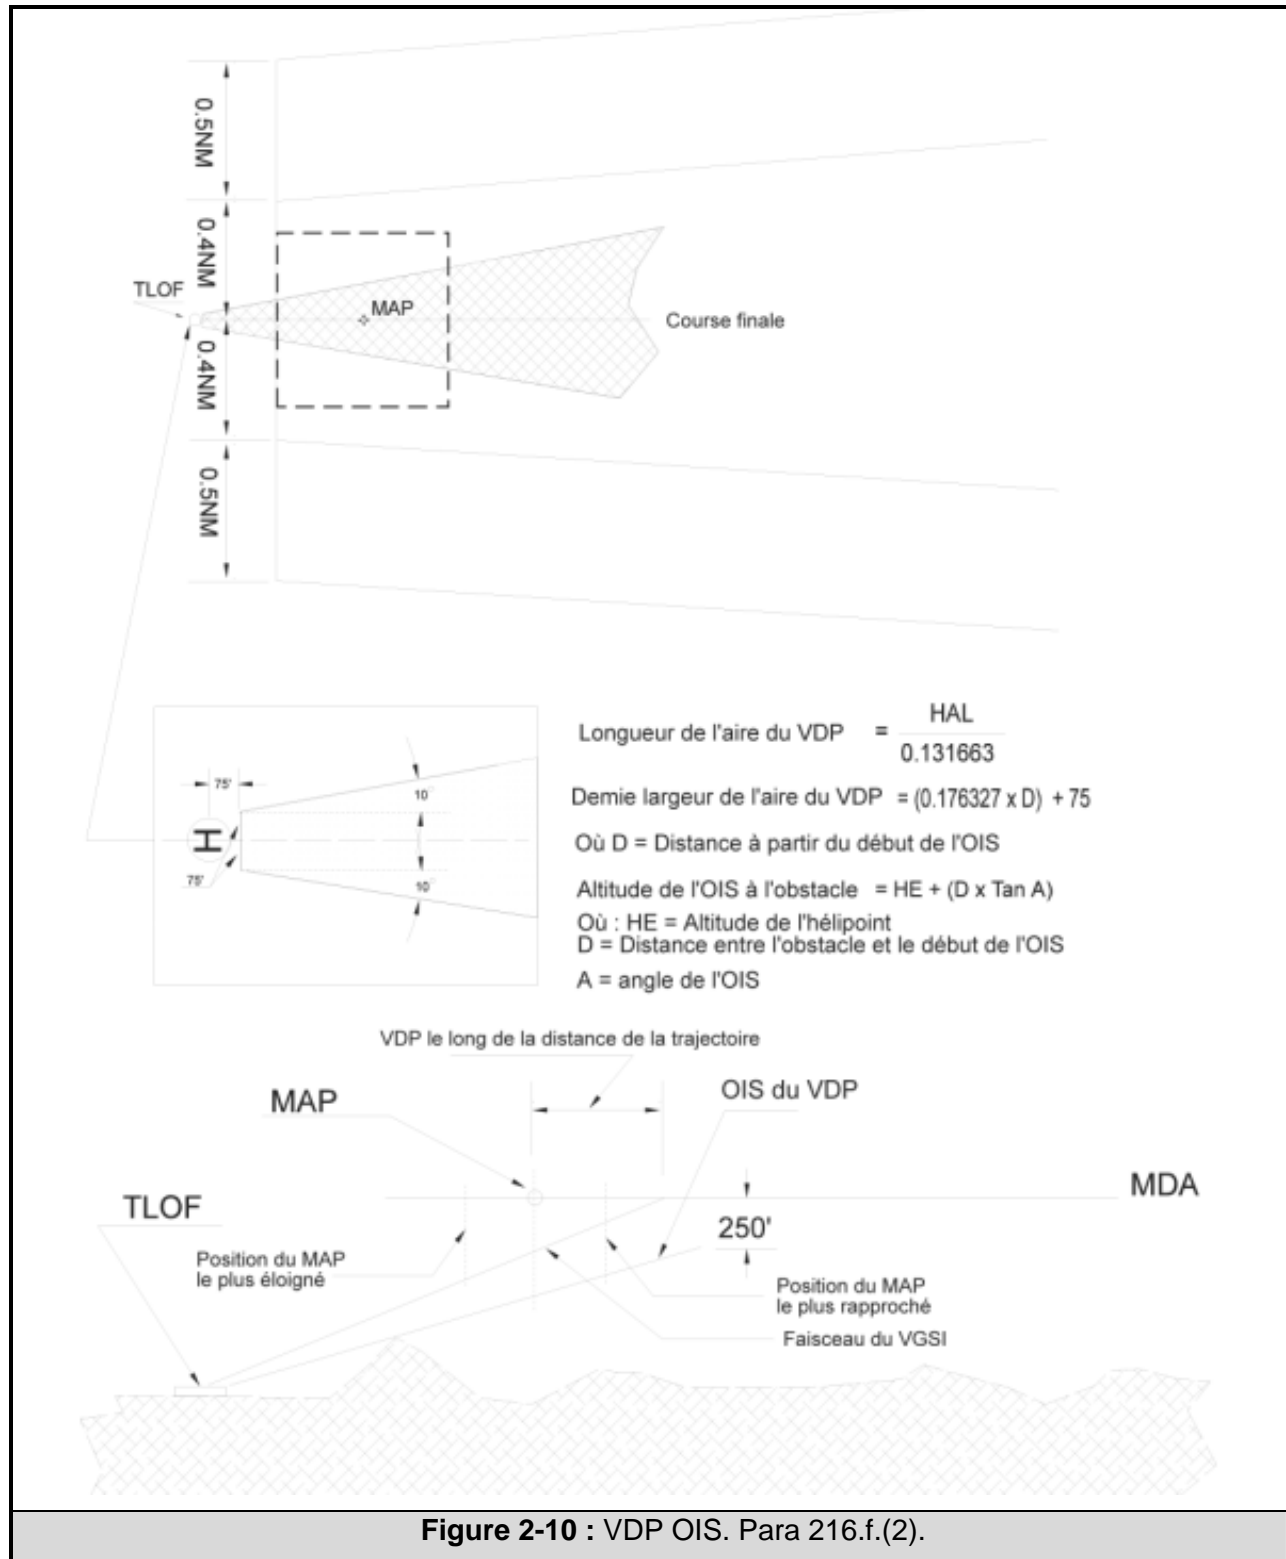 0.5NM
0.4NM
TLOF
MAP
Course finale
0.4NM
0.5NM
Longueur de l'aire du VDP = HAL
0.131663
Demie largeur de l'aire du VDP = (0.176327 x D) + 75
Où D = Distance à partir du début de l'OIS
Altitude de l'OIS à l'obstacle = HE + (D x Tan A)
Où : HE = Altitude de l'hélipoint
D = Distance entre l'obstacle et le début de l'OIS
A = angle de l'OIS
75'
10°
H
75'
10°
VDP le long de la distance de la trajectoire
MAP
OIS du VDP
TLOF
MDA
250'
Position du MAP
le plus éloigné
Position du MAP
le plus rapproché
Faisceau du VGSI
Figure 2-10 : VDP OIS. Para 216.f.(2).